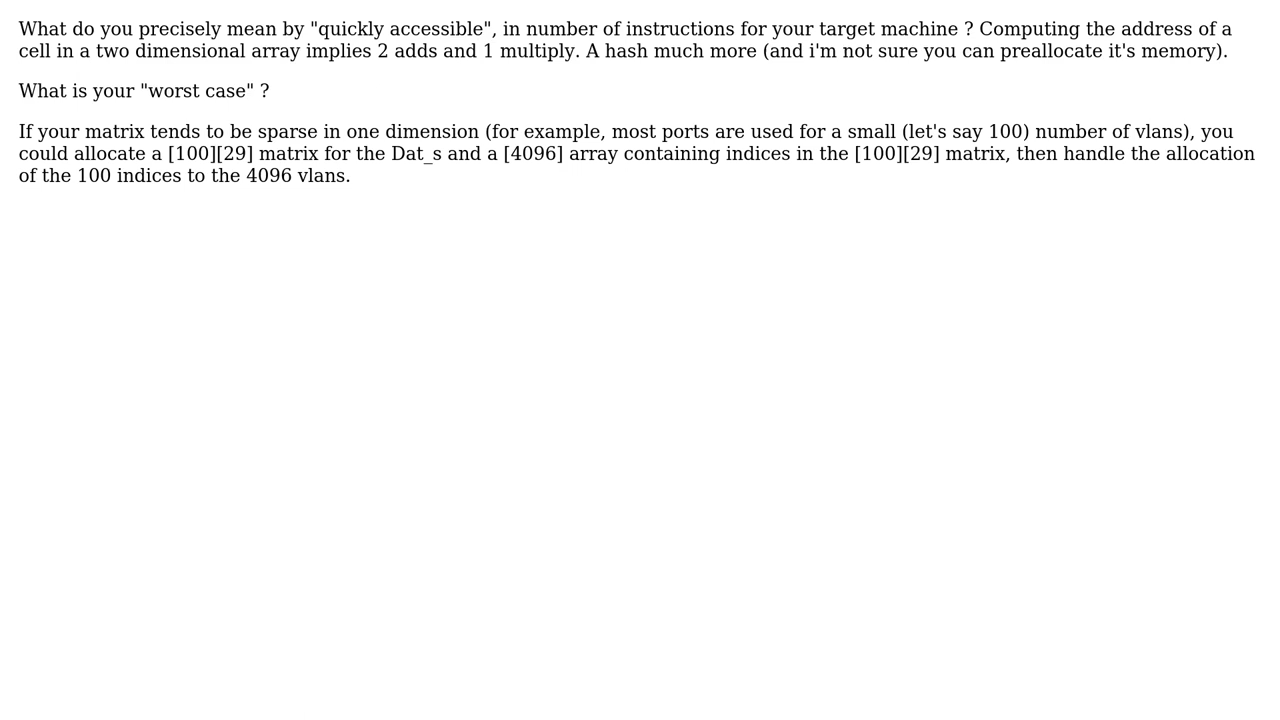 What do you precisely mean by "quickly accessible", in number of instructions for your target machine ? Computing the address of a
cell in a two dimensional array implies 2 adds and 1 multiply. A hash much more (and i'm not sure you can preallocate it's memory).
What is your "worst case" ?
If your matrix tends to be sparse in one dimension (for example, most ports are used for a small (let's say 100) number of vlans), you
could allocate a [100][29] matrix for the Dat_s and a [4096] array containing indices in the [100][29] matrix, then handle the allocation
of the 100 indices to the 4096 vlans.